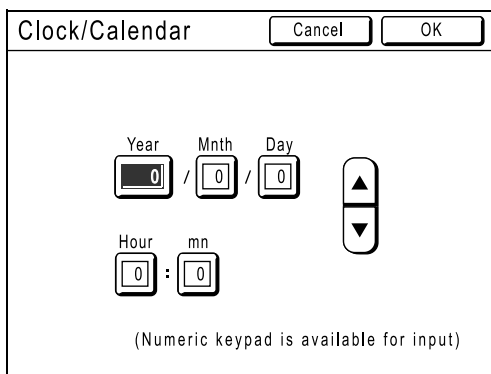 Clock/Calendar Cancel OK
Year Mnth Day
0 / 0 / 0
Hour mn
0 : 0
(Numeric keypad is available for input)